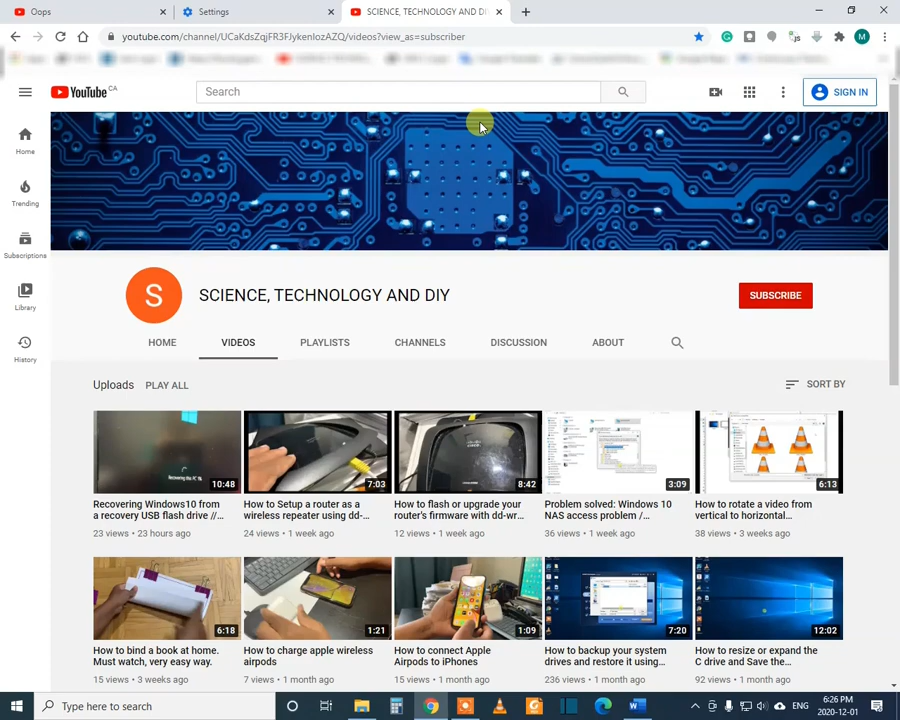 Oops
Settings
SCIENCE, TECHNOLOGY AND DI
youtube.com/channel/UCaKdsZqjFR3FJykenIozAZQ/videos?view_as=subscriber
M
YouTube CA
Search
SIGN IN
Home
Trending
Subscriptions
Library
History
S
SCIENCE, TECHNOLOGY AND DIY
SUBSCRIBE
HOME
VIDEOS
PLAYLISTS
CHANNELS
DISCUSSION
ABOUT
Uploads
PLAY ALL
SORT BY
10:48
7:03
8:42
3:09
6:13
Recovering Windows10 from
a recovery USB flash drive //...
23 views • 23 hours ago
How to Setup a router as a
wireless repeater using dd-...
24 views • 1 week ago
How to flash or upgrade your
router's firmware with dd-wr...
12 views • 1 week ago
Problem solved: Windows 10
NAS access problem /...
36 views • 1 week ago
How to rotate a video from
vertical to horizontal...
38 views • 3 weeks ago
6:18
1:21
1:09
7:20
12:02
How to bind a book at home.
Must watch, very easy way.
15 views • 3 weeks ago
How to charge apple wireless
airpods
7 views • 1 month ago
How to connect Apple
Airpods to iPhones
15 views • 1 month ago
How to backup your system
drives and restore it using...
236 views • 1 month ago
How to resize or expand the
C drive and Save the...
92 views • 1 month ago
Type here to search
ENG
6:26 PM
2020-12-01